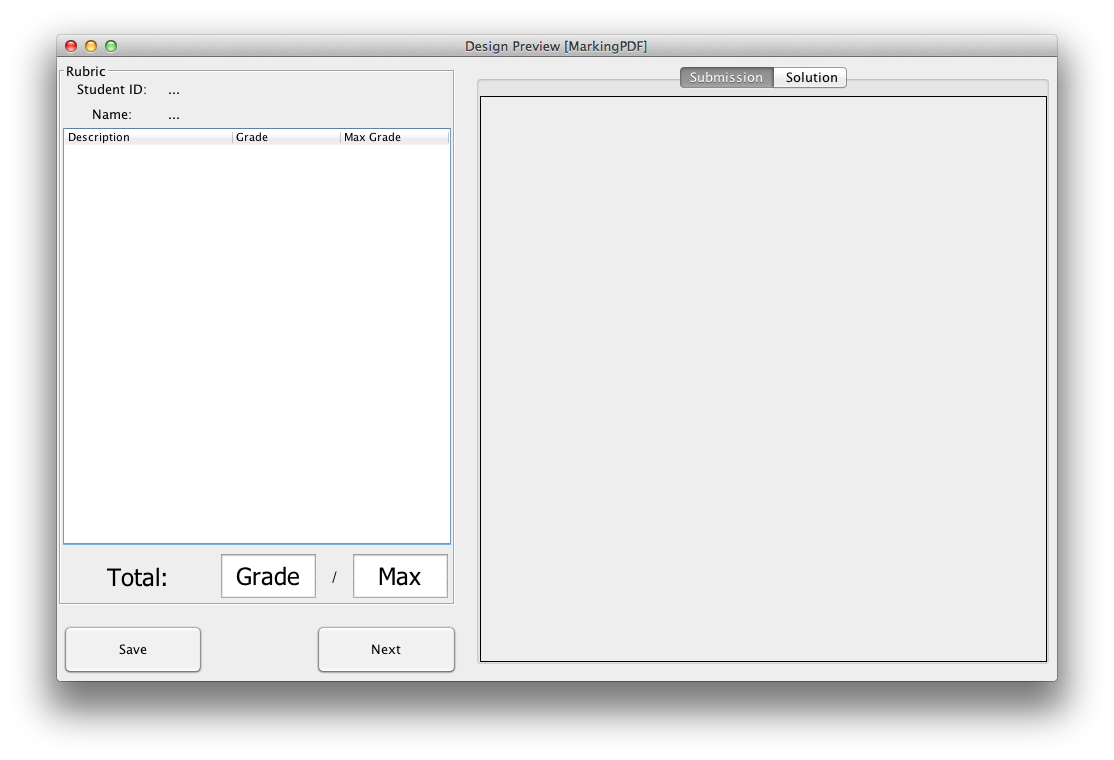 Design Preview [MarkingPDF]
Rubric
Student ID: ...
Name: ...
Description Grade Max Grade
Total: Grade / Max
Save Next
Submission Solution